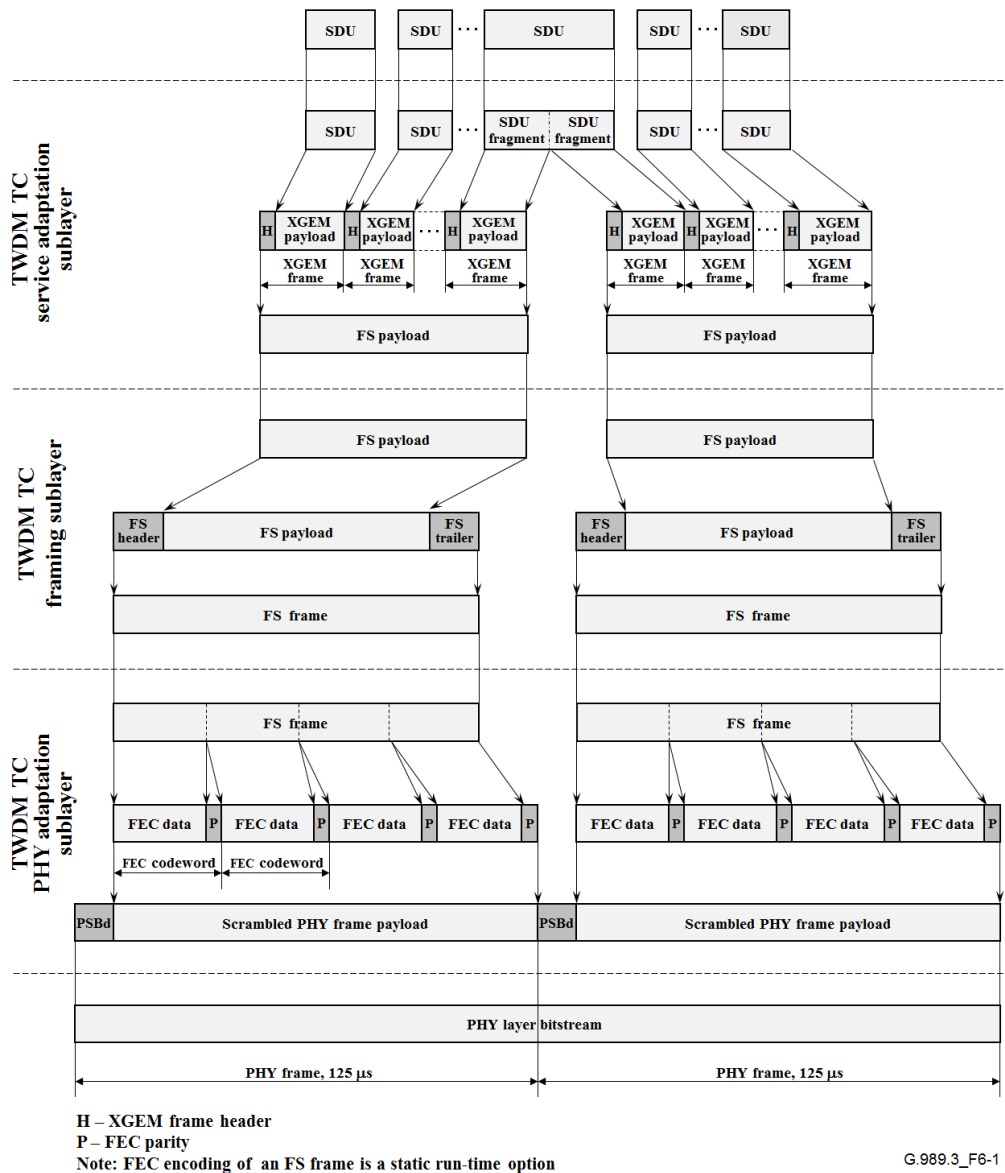 SDU SDU ··· SDU SDU ··· SDU
TWDM TC
service adaptation
sublayer
SDU SDU ··· SDU fragment SDU fragment SDU ··· SDU
H XGEM payload H XGEM payload ··· H XGEM payload H XGEM payload H XGEM payload ··· H XGEM payload
XGEM frame XGEM frame XGEM frame XGEM frame XGEM frame XGEM frame
FS payload FS payload
TWDM TC
framing sublayer
FS payload FS payload
FS header FS payload FS trailer FS header FS payload FS trailer
FS frame FS frame
TWDM TC
PHY adaptation
sublayer
FS frame FS frame
FEC data P FEC data P FEC data P FEC data P FEC data P FEC data P FEC data P FEC data P
FEC codeword FEC codeword
PSBd Scrambled PHY frame payload PSBd Scrambled PHY frame payload
PHY layer bitstream
PHY frame, 125 μs PHY frame, 125 μs
H – XGEM frame header
P – FEC parity
Note: FEC encoding of an FS frame is a static run-time option
G.989.3_F6-1